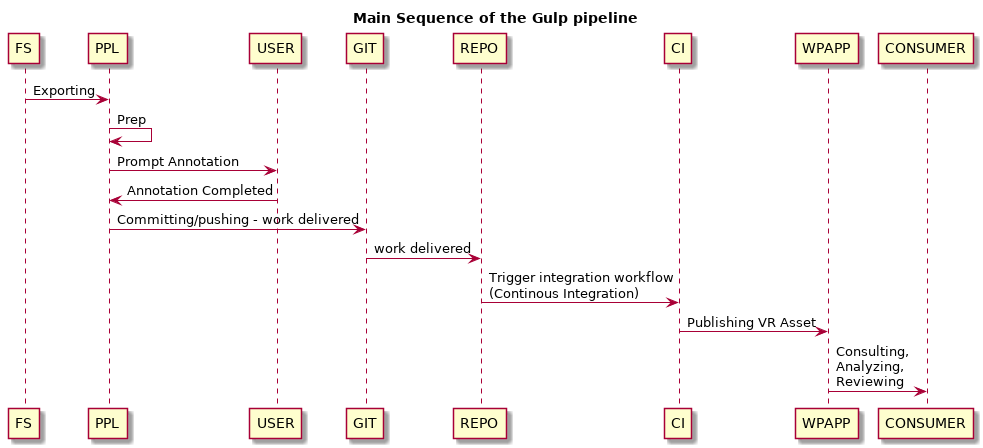 Main Sequence of the Gulp pipeline
FS PPL USER GIT REPO CI WPAPP CONSUMER
Exporting
Prep
Prompt Annotation
Annotation Completed
Committing/pushing - work delivered
work delivered
Trigger integration workflow
(Continous Integration)
Publishing VR Asset
Consulting,
Analyzing,
Reviewing
FS PPL USER GIT REPO CI WPAPP CONSUMER